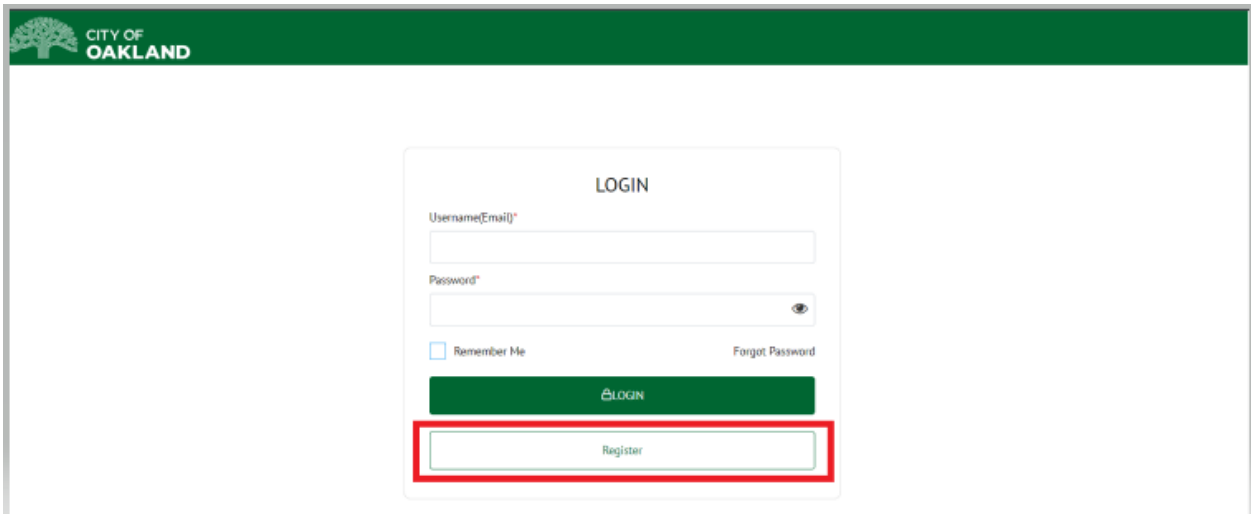 CITY OF
OAKLAND
LOGIN
Username(Email)*
Password*
Remember Me
Forgot Password
LOGIN
Register